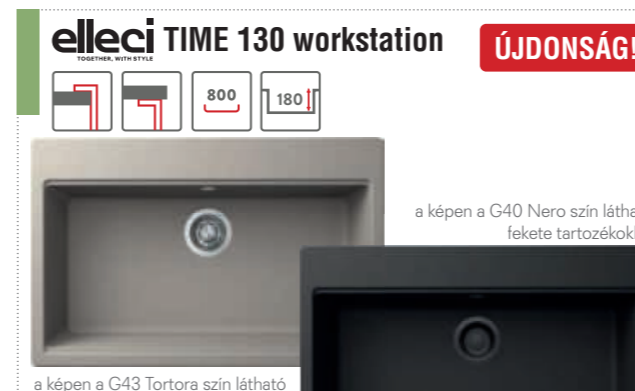 elleci TIME 130 workstation
TOGETHER, WITH STYLE
ÚJDONSÁG!
800
180
a képen a G40 Nero szín látha
fekete tartozékokk
a képen a G43 Tortora szín látható